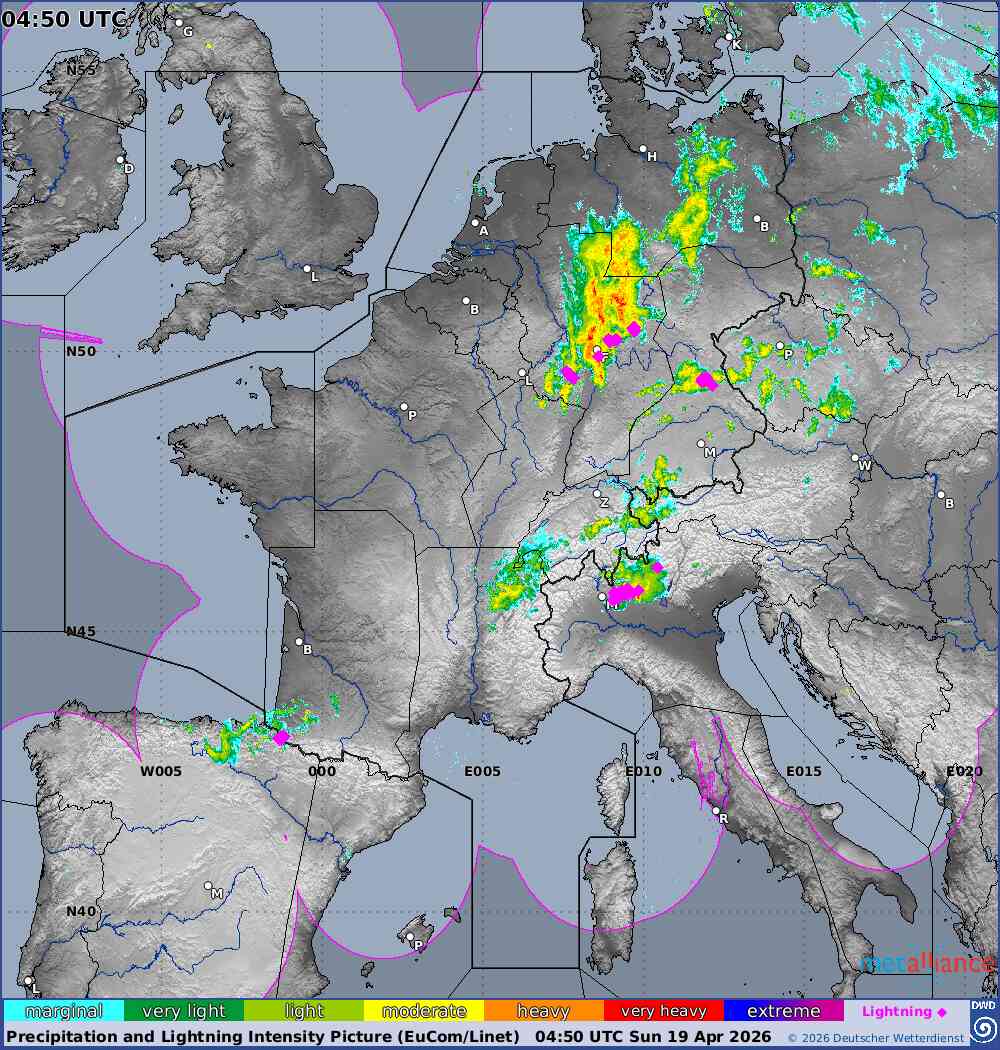 04:50 UTC
G
K
N55
H
D
A
B
L
B
N50
P
F
L
P
M
W
Z
B
M
N45
B
W005
000
E005
E010
E015
E020
R
M
N40
P
L
metalliance
marginal
very light
light
moderate
heavy
very heavy
extreme
Lightning
DWD
Precipitation and Lightning Intensity Picture (EuCom/Linet) 04:50 UTC Sun 19 Apr 2026
© 2026 Deutscher Wetterdienst